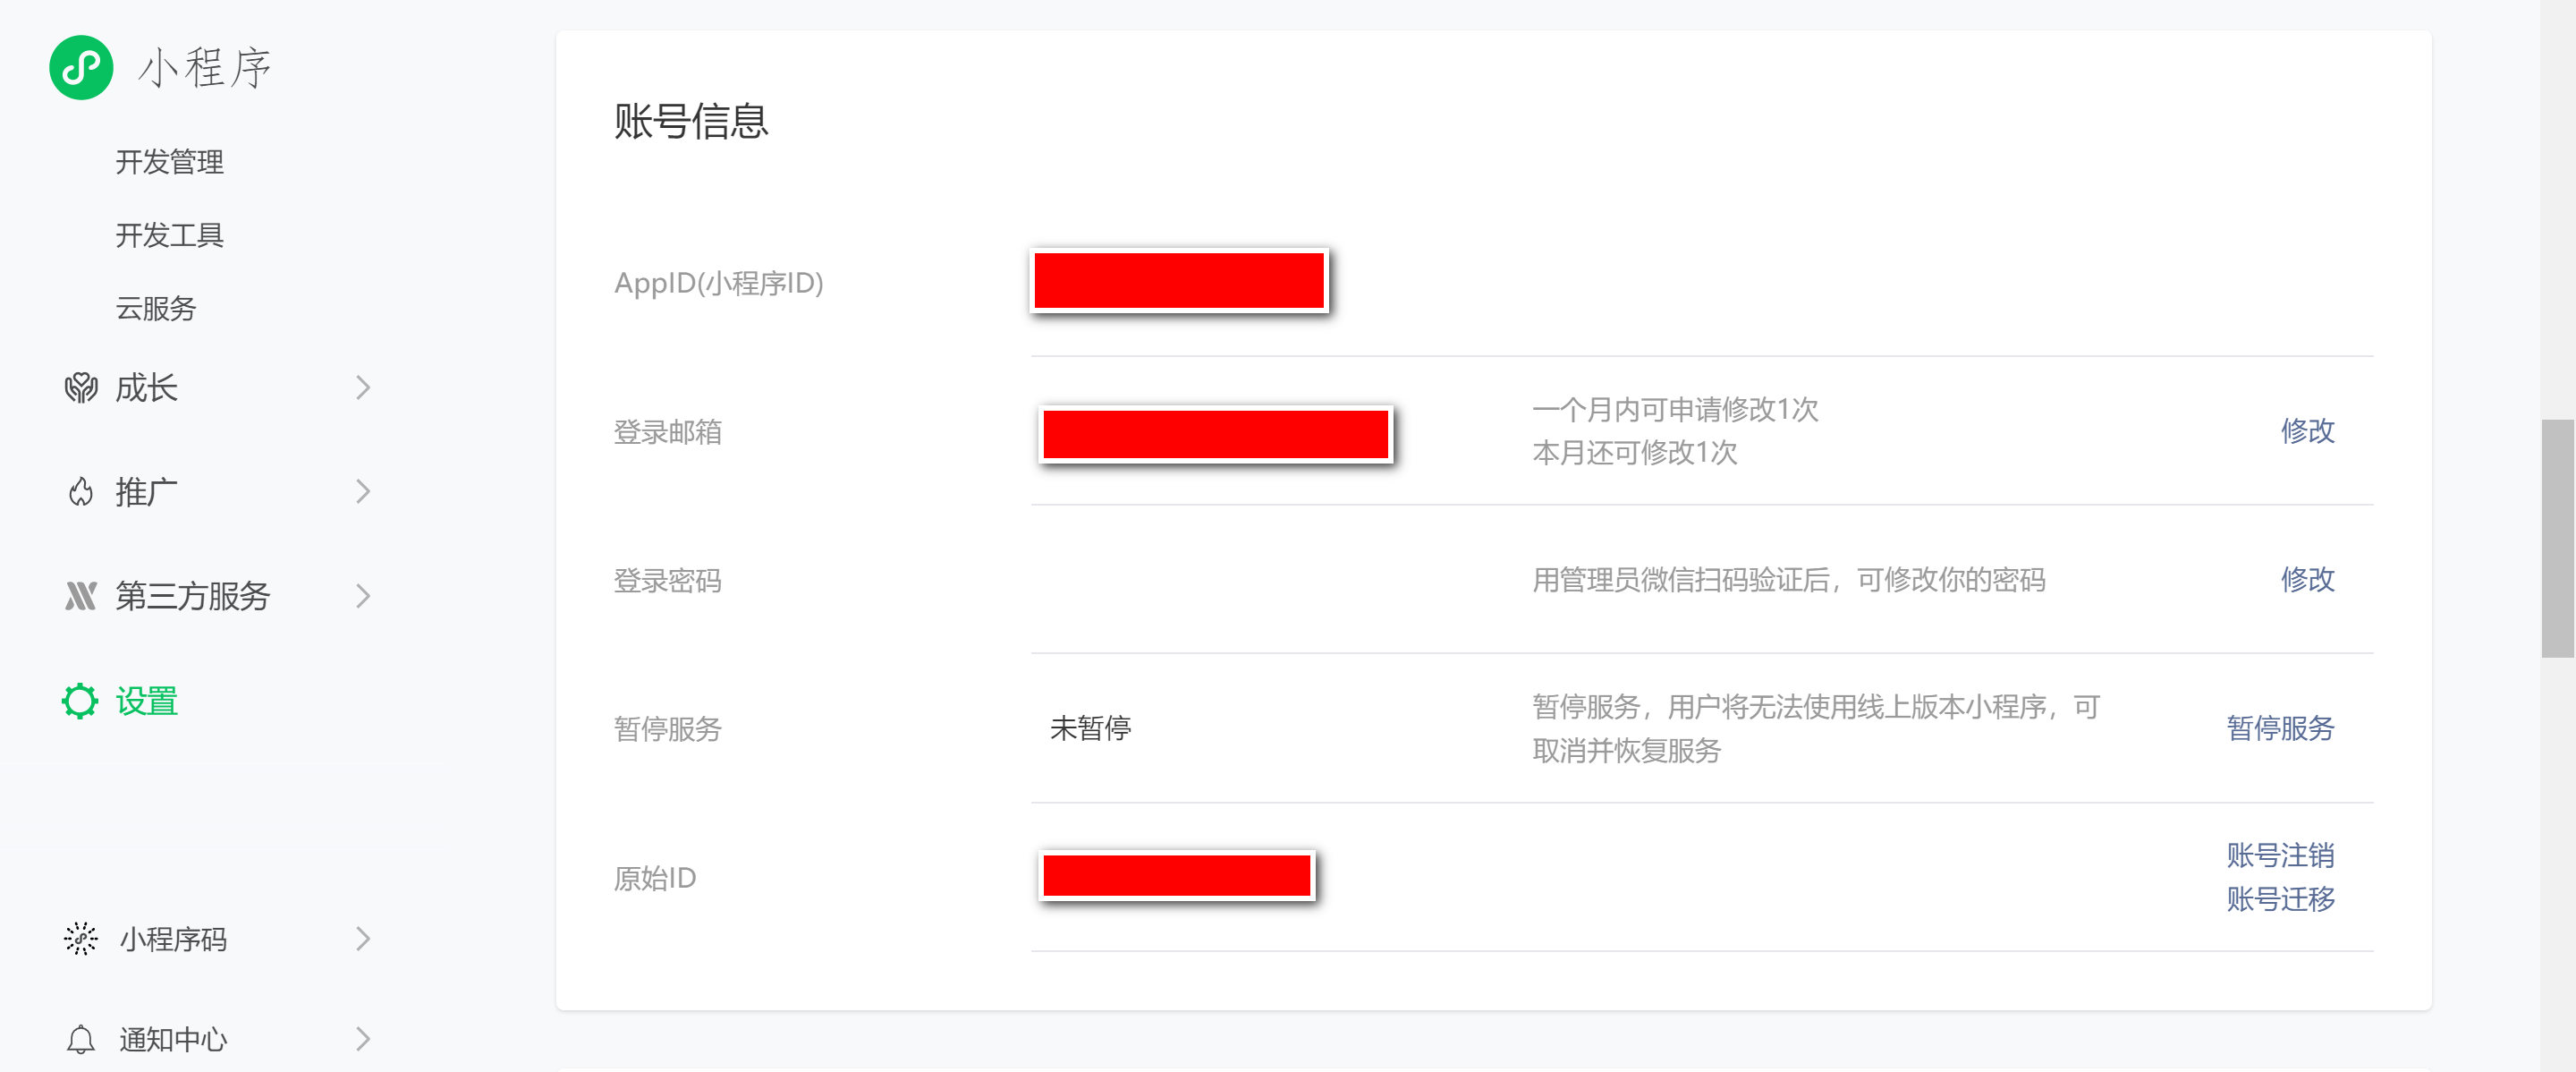 小程序
开发管理
开发工具
云服务
成长
推广
第三方服务
设置
小程序码
通知中心
账号信息
AppID(小程序ID)
登录邮箱
一个月内可申请修改1次
本月还可修改1次
修改
登录密码
用管理员微信扫码验证后，可修改你的密码
修改
暂停服务
未暂停
暂停服务，用户将无法使用线上版本小程序，可
取消并恢复服务
暂停服务
原始ID
账号注销
账号迁移